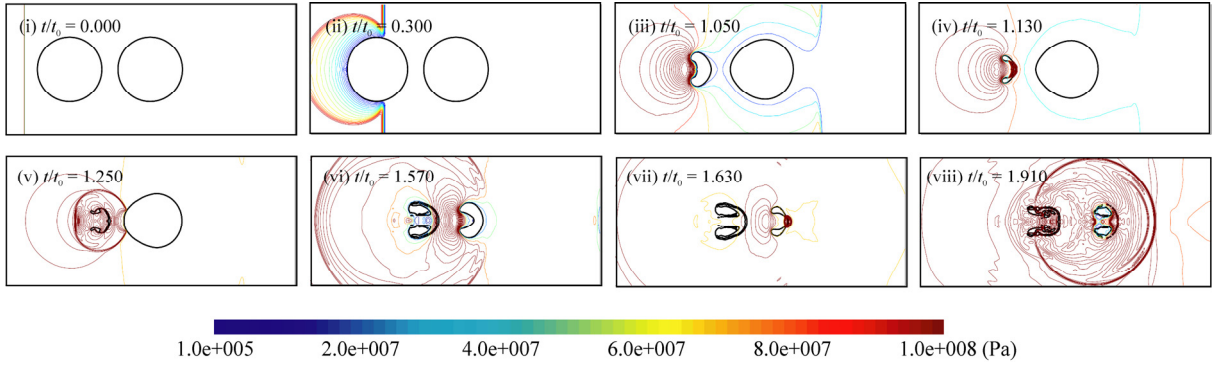 (i) t/t₀ = 0.000
(ii) t/t₀ = 0.300
(iii) t/t₀ = 1.050
(iv) t/t₀ = 1.130
(v) t/t₀ = 1.250
(vi) t/t₀ = 1.570
(vii) t/t₀ = 1.630
(viii) t/t₀ = 1.910
1.0e+005 2.0e+007 4.0e+007 6.0e+007 8.0e+007 1.0e+008 (Pa)